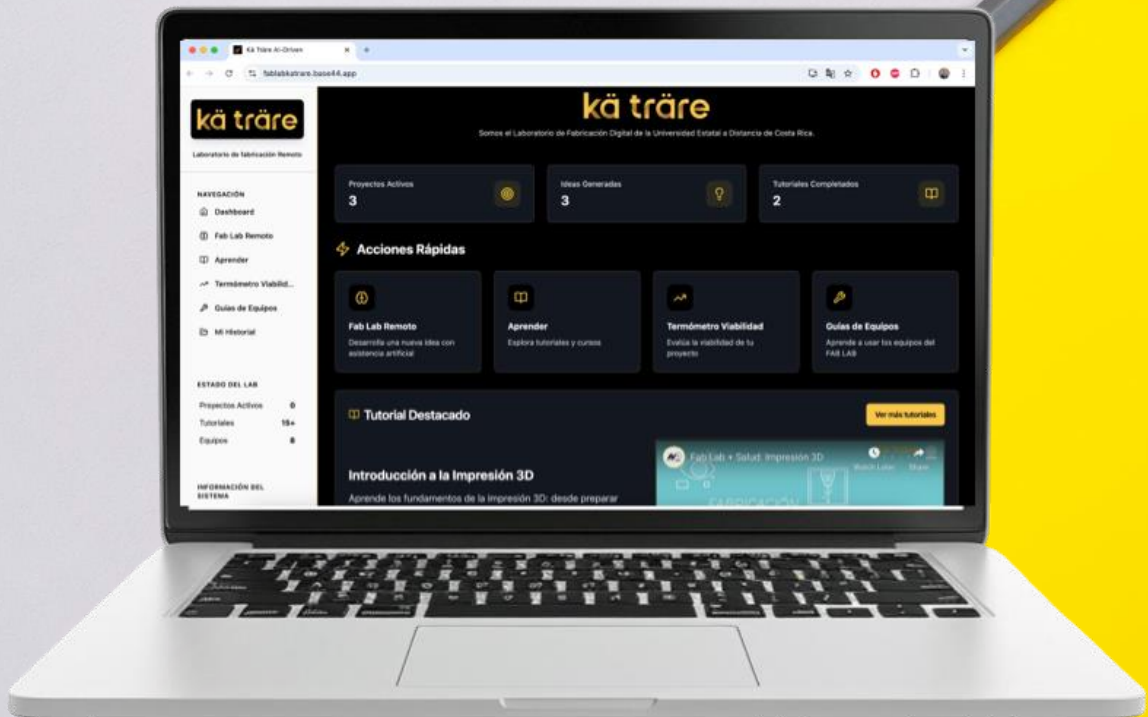 Kä Träre AI-Driven
fablabkatrare.base44.app
kä träre
Laboratorio de fabricación Remoto
NAVEGACIÓN
Dashboard
Fab Lab Remoto
Aprender
Termómetro Viabilid...
Guías de Equipos
Mi Historial
ESTADO DEL LAB
Proyectos Activos 0
Tutoriales 15+
Equipos 8
INFORMACIÓN DEL
SISTEMA
kä träre
Somos el Laboratorio de Fabricación Digital de la Universidad Estatal a Distancia de Costa Rica.
Proyectos Activos
3
Ideas Generadas
3
Tutoriales Completados
2
Acciones Rápidas
Fab Lab Remoto
Desarrolla una nueva idea con
asistencia artificial
Aprender
Explora tutoriales y cursos
Termómetro Viabilidad
Evalúa la viabilidad de tu
proyecto
Guías de Equipos
Aprende a usar los equipos del
FAB LAB
Tutorial Destacado
Ver más tutoriales
Introducción a la Impresión 3D
Aprende los fundamentos de la impresión 3D: desde preparar
Fab Lab + Salud: Impresión 3D
Watch Later
Share
FABRICACIÓN